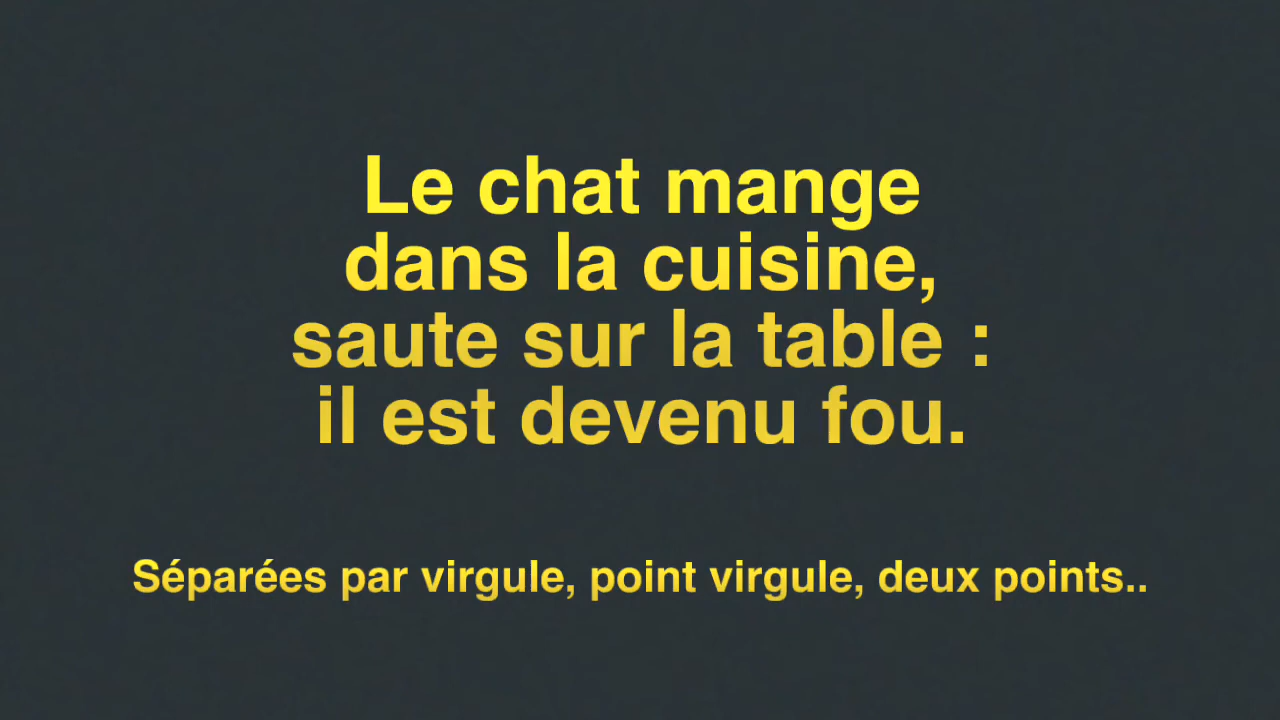 Le chat mange
dans la cuisine,
saute sur la table :
il est devenu fou.
Séparées par virgule, point virgule, deux points..